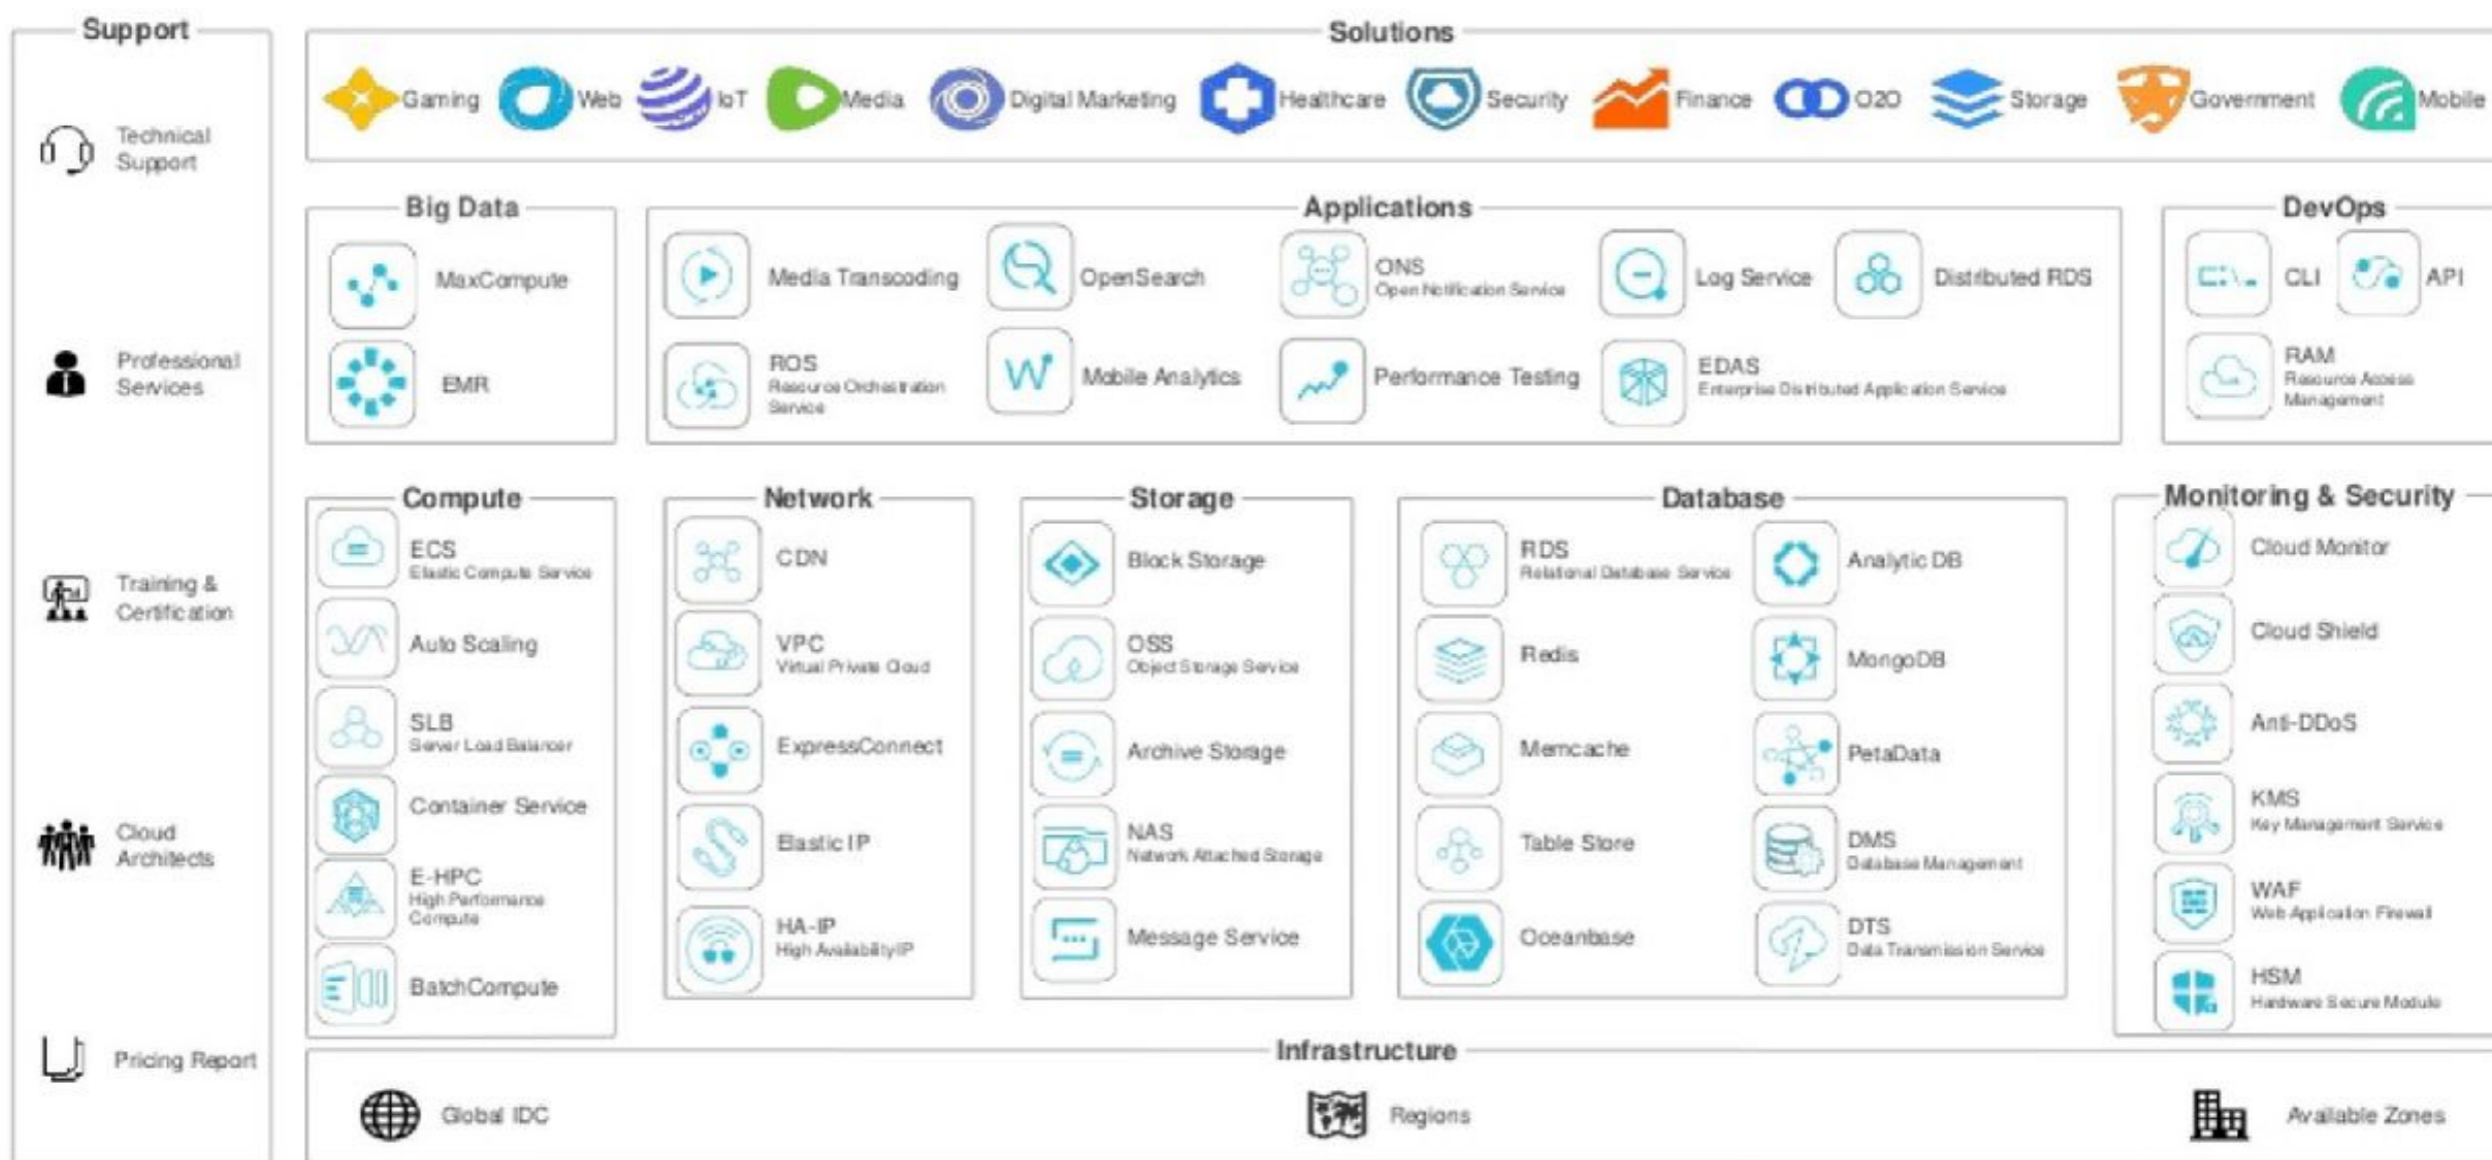 Support
Technical
Support
Professional
Services
Training &
Certification
Cloud
Architects
Pricing Report
Solutions
Gaming
Web
IoT
Media
Digital Marketing
Healthcare
Security
Finance
O2O
Storage
Government
Mobile
Big Data
MaxCompute
EMR
Applications
Media Transcoding
OpenSearch
ONS
Open Notification Service
Log Service
Distributed RDS
ROS
Resource Orchestration
Service
Mobile Analytics
Performance Testing
EDAS
Enterprise Distributed Application Service
DevOps
CLI
API
RAM
Resource Access
Management
Compute
ECS
Elastic Compute Service
Auto Scaling
SLB
Server Load Balancer
Container Service
E-HPC
High Performance
Compute
BatchCompute
Network
CDN
VPC
Virtual Private Cloud
ExpressConnect
Elastic IP
HA-IP
High Availability IP
Storage
Block Storage
OSS
Object Storage Service
Archive Storage
NAS
Network Attached Storage
Message Service
Database
RDS
Relational Database Service
Redis
Memcache
Table Store
Oceanbase
Analytic DB
MongoDB
PetaData
DMS
Database Management
DTS
Data Transmission Service
Monitoring & Security
Cloud Monitor
Cloud Shield
Anti-DDoS
KMS
Key Management Service
WAF
Web Application Firewall
HSM
Hardware Secure Module
Infrastructure
Global IDC
Regions
Available Zones